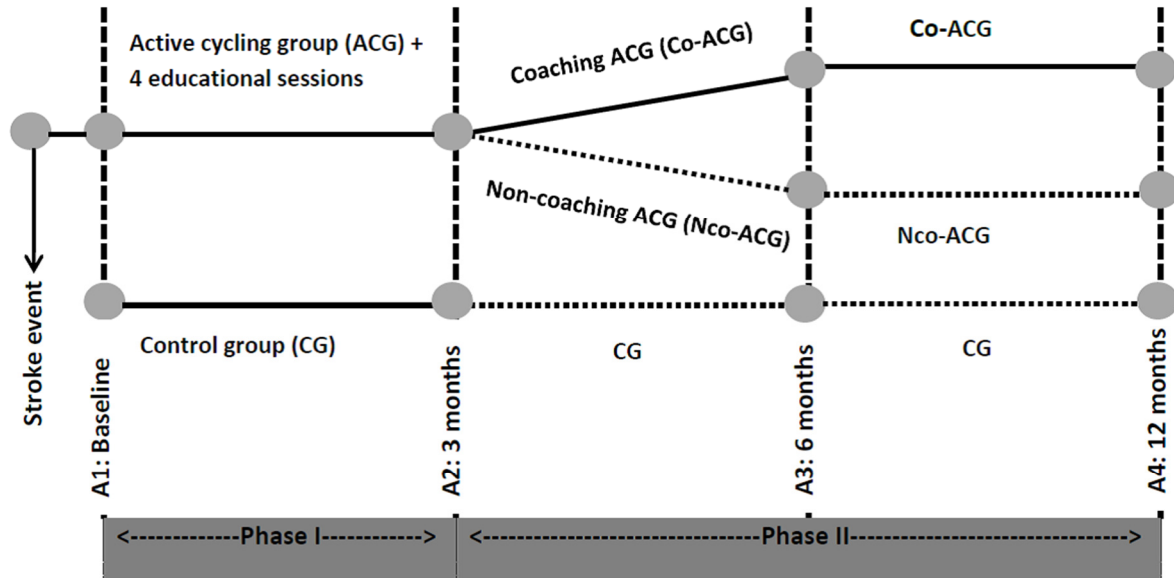 Active cycling group (ACG) +
4 educational sessions
Coaching ACG (Co-ACG)
Co-ACG
Non-coaching ACG (Nco-ACG)
Nco-ACG
Control group (CG)
CG
CG
Stroke event
A1: Baseline
A2: 3 months
A3: 6 months
A4: 12 months
<-------------Phase I------------>
<-----------------------------Phase II---------------------------->